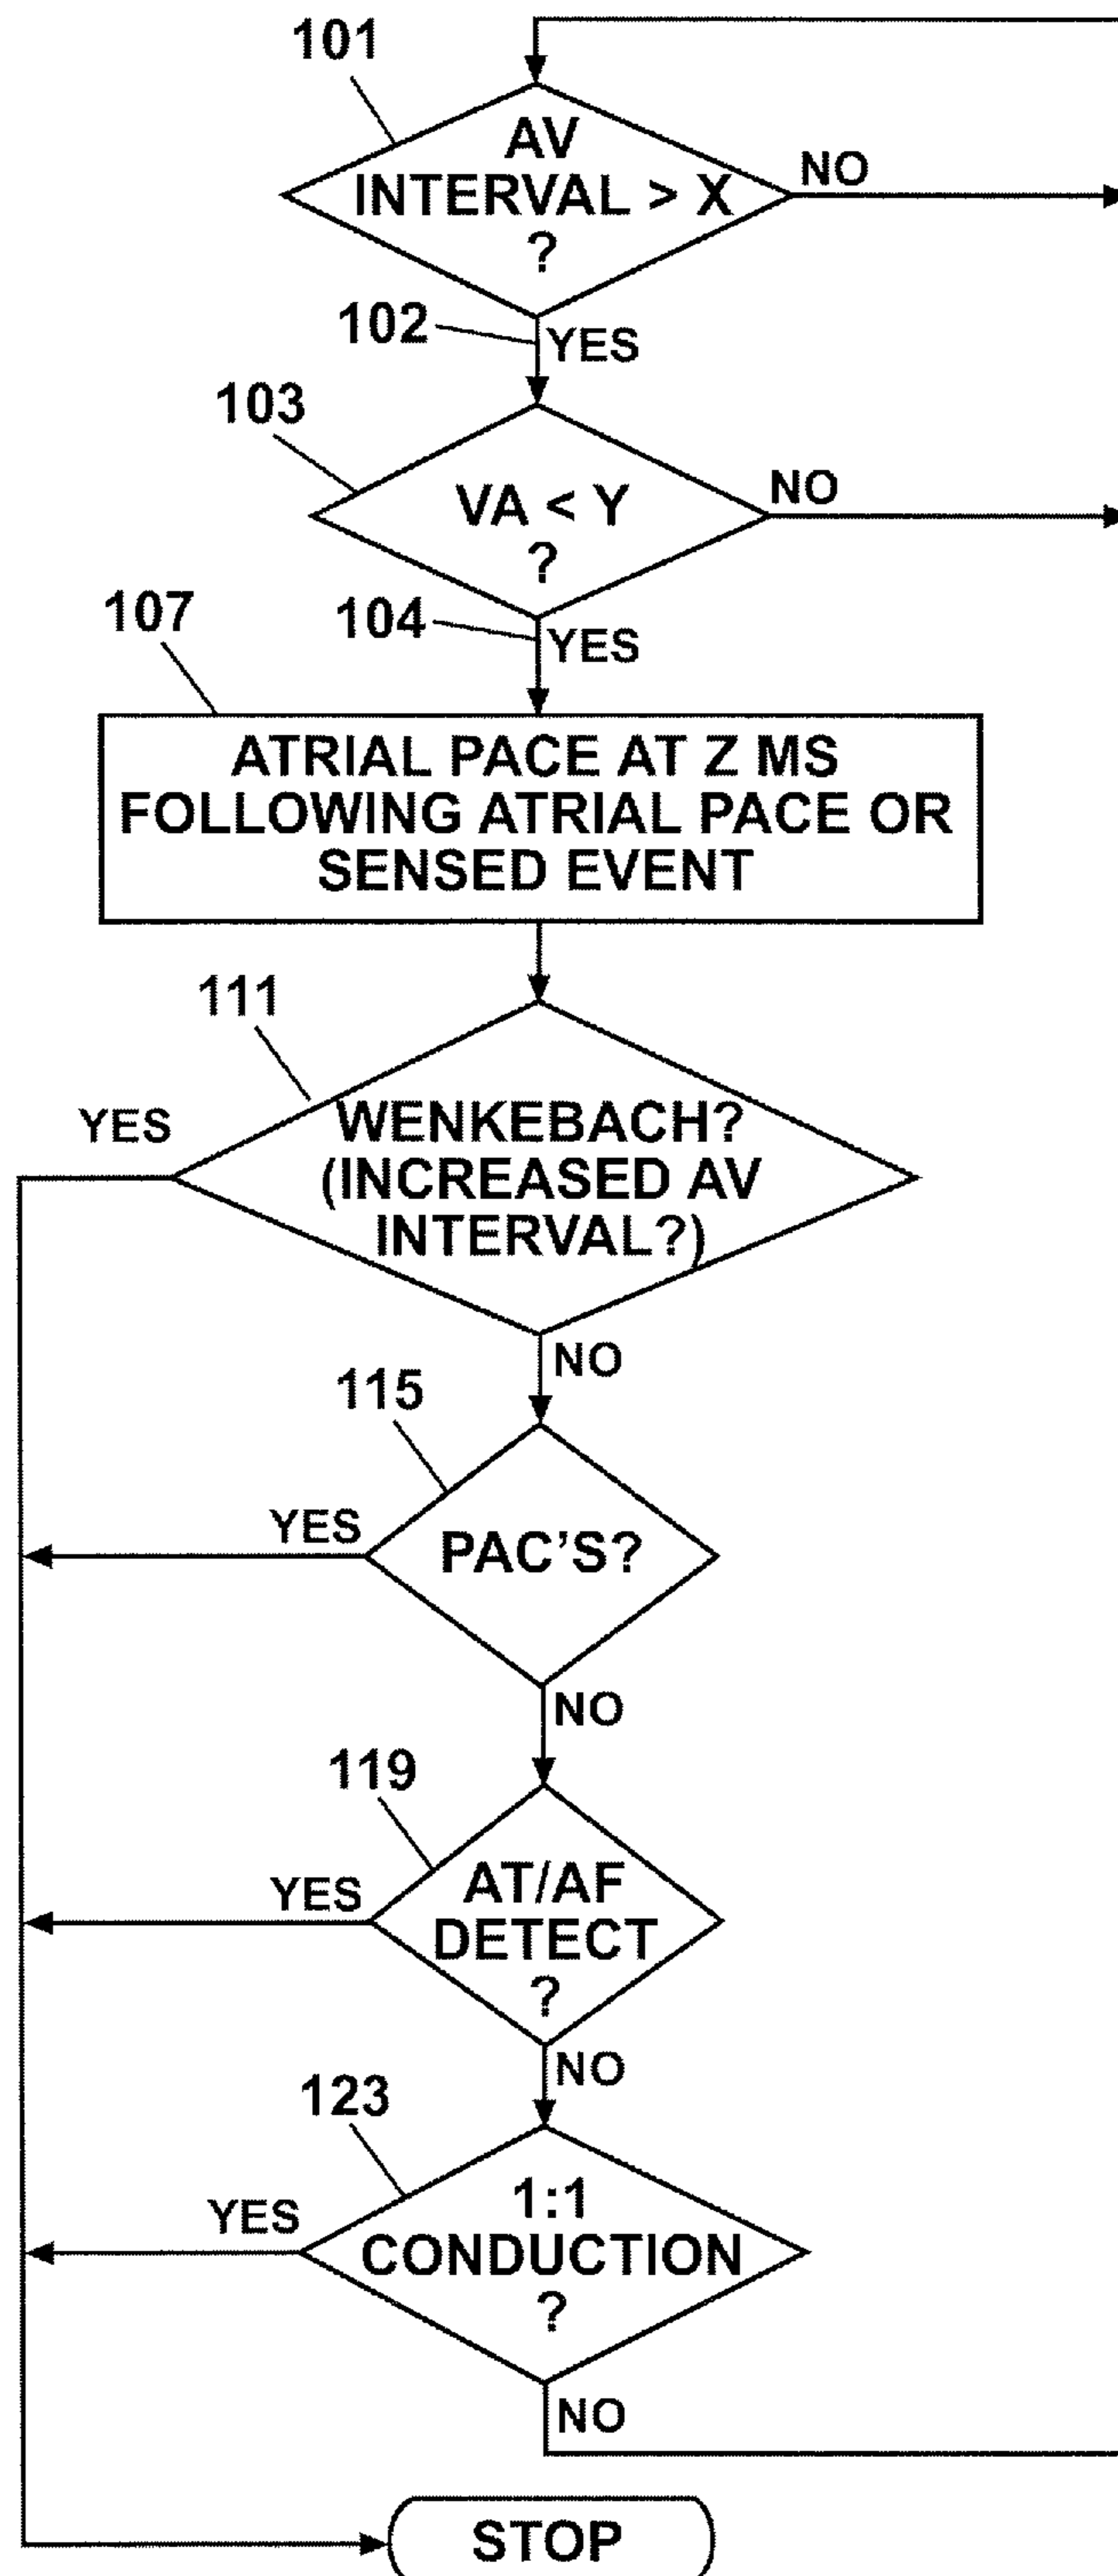 101
AV
INTERVAL > X
?
NO
102
YES
103
VA < Y
?
NO
107
104
YES
ATRIAL PACE AT Z MS
FOLLOWING ATRIAL PACE OR
SENSED EVENT
111
YES
WENKEBACH?
(INCREASED AV
INTERVAL?)
NO
115
YES
PAC'S?
NO
119
YES
AT/AF
DETECT
?
NO
123
YES
1:1
CONDUCTION
?
NO
STOP